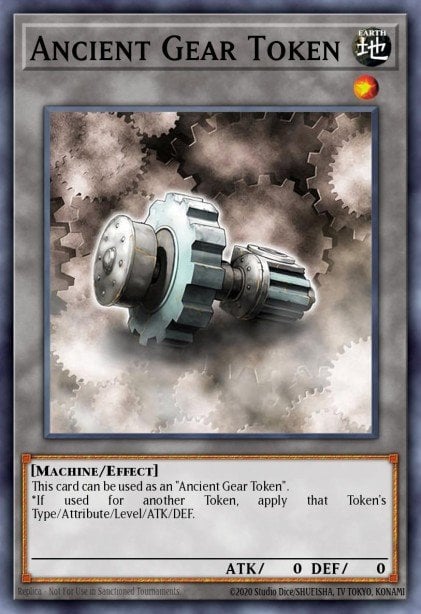 ANCIENT GEAR TOKEN
EARTH
地
[MACHINE/EFFECT]
This card can be used as an "Ancient Gear Token".
*If used for another Token, apply that Token's
Type/Attribute/Level/ATK/DEF.
ATK/ 0 DEF/ 0
Replica - Not For Use in Sanctioned Tournaments.
©2020 Studio Dice/SHUEISHA, TV TOKYO, KONAMI